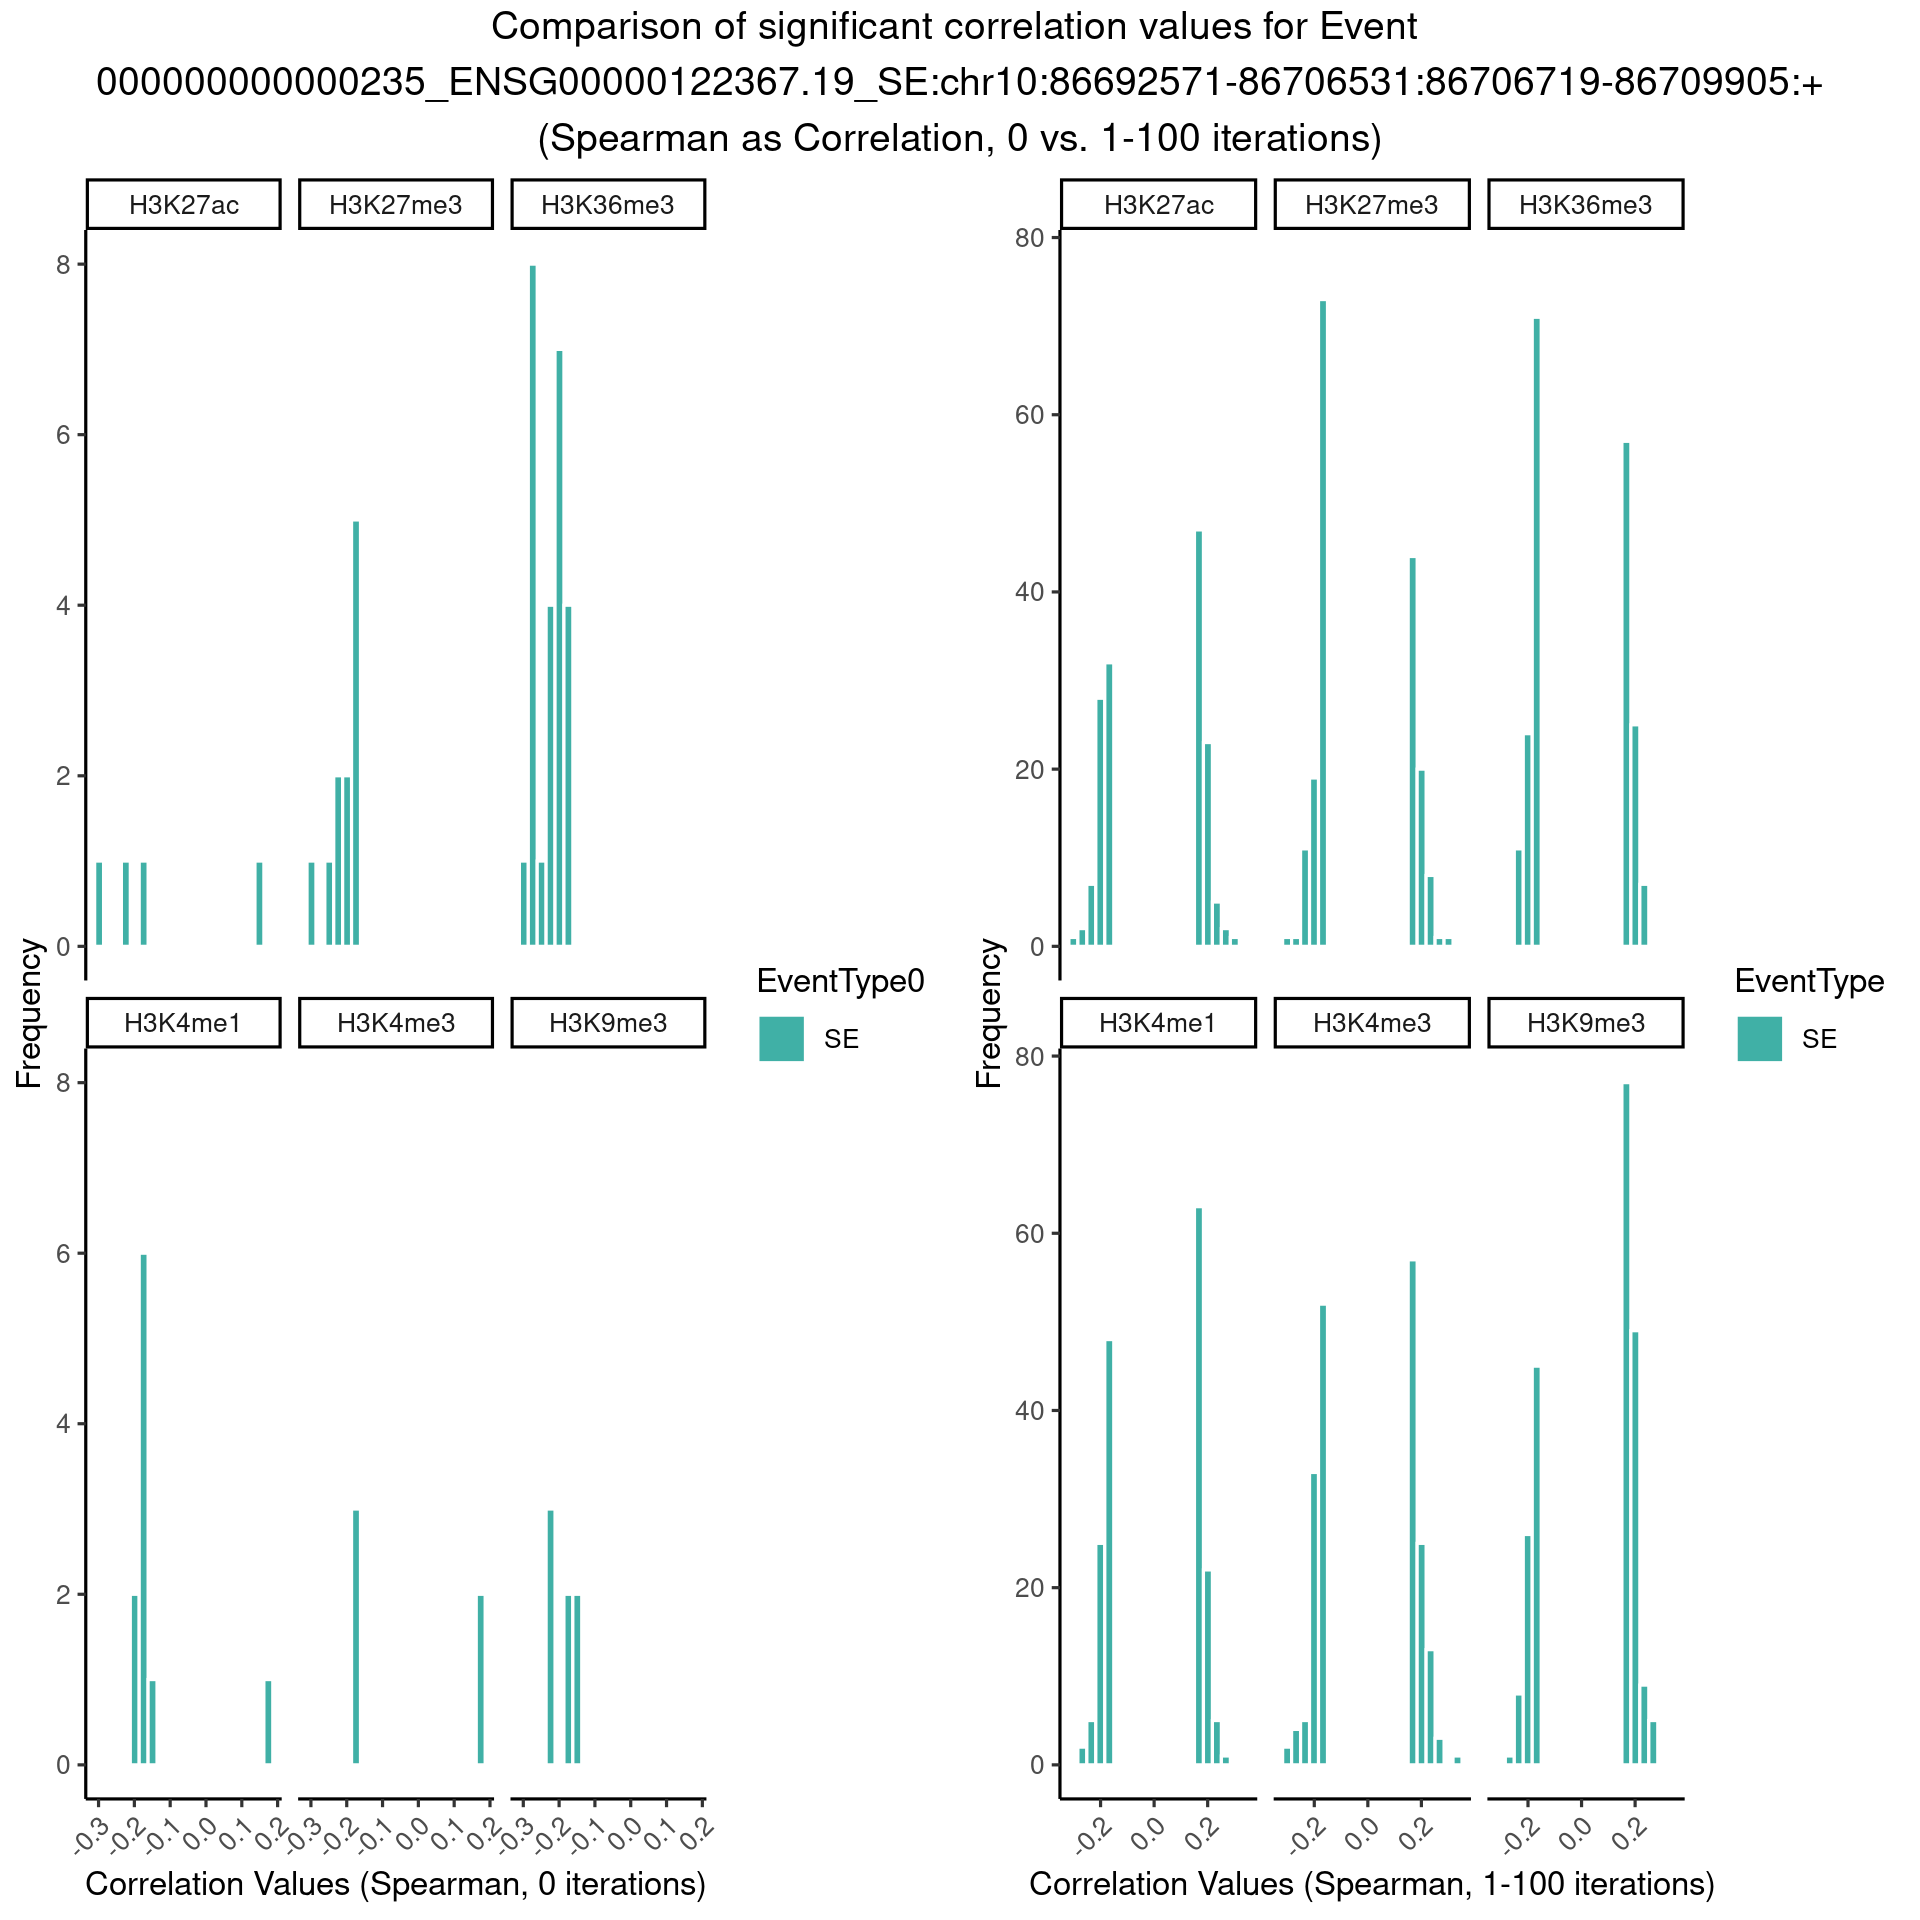 Comparison of significant correlation values for Event
000000000000235_ENSG00000122367.19_SE:chr10:86692571-86706531:86706719-86709905:+
(Spearman as Correlation, 0 vs. 1-100 iterations)
H3K27ac H3K27me3 H3K36me3
8
6
4
2
0
H3K4me1 H3K4me3 H3K9me3
8
6
4
2
0
-0.3 -0.2 -0.1 0.0 0.1 0.2 -0.3 -0.2 -0.1 0.0 0.1 0.2 -0.3 -0.2 -0.1 0.0 0.1 0.2
Correlation Values (Spearman, 0 iterations)
Frequency
EventType0
SE
H3K27ac H3K27me3 H3K36me3
80
60
40
20
0
H3K4me1 H3K4me3 H3K9me3
80
60
40
20
0
-0.2 0.0 0.2 -0.2 0.0 0.2 -0.2 0.0 0.2
Correlation Values (Spearman, 1-100 iterations)
Frequency
EventType
SE